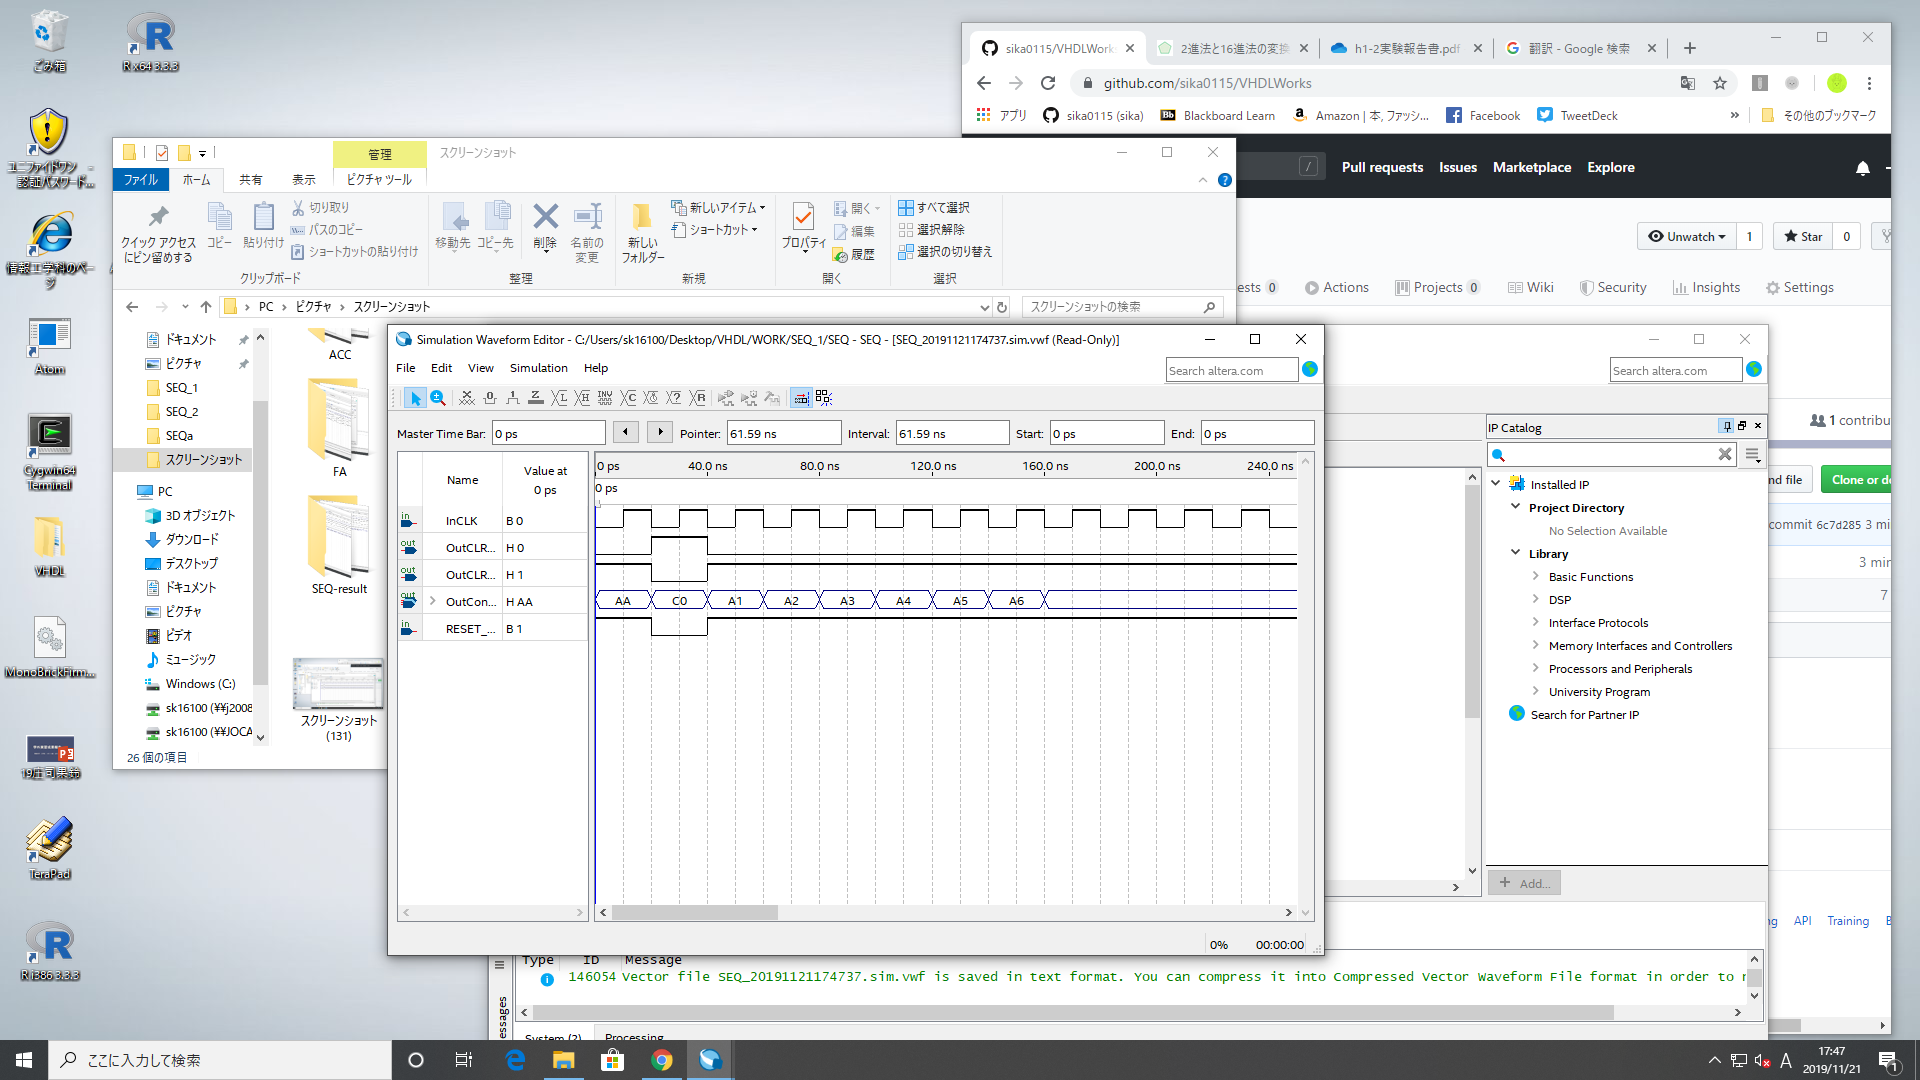 ごみ箱
R x64 3.3.3
ユニファイドワン -
認証パスワード...
情報工学科のペー
ジ
Atom
Cygwin64
Terminal
VHDL
MonoBrickFirm...
TeraPad
R i386 3.3.3
sika0115/VHDLWork
2進法と16進法の変換
h1-2実験報告書.pdf
翻訳 - Google 検索
github.com/sika0115/VHDLWorks
アプリ
sika0115 (sika)
Blackboard Learn
Amazon | 本, ファッシ...
Facebook
TweetDeck
»
その他のブックマーク
/
Pull requests
Issues
Marketplace
Explore
Unwatch
1
Star
0
ests 0
Actions
Projects 0
Wiki
Security
Insights
Settings
1 contribu
nd file
Clone or de
commit 6c7d285 3 mi
3 mir
7
API
Training
管理
スクリーンショット
ファイル
ホーム
共有
表示
ピクチャ ツール
クイック アクセス
にピン留めする
コピー
貼り付け
切り取り
パスのコピー
ショートカットの貼り付け
クリップボード
移動先
コピー先
削除
名前の
変更
整理
新しい
フォルダー
新しいアイテム
ショートカット
新規
プロパティ
開く
編集
履歴
開く
すべて選択
選択解除
選択の切り替え
選択
PC
ピクチャ
スクリーンショット
スクリーンショットの検索
ドキュメント
ピクチャ
SEQ_1
SEQ_2
SEQa
スクリーンショット
PC
3D オブジェクト
ダウンロード
デスクトップ
ドキュメント
ピクチャ
ビデオ
ミュージック
Windows (C:)
sk16100 (¥¥j2008
sk16100 (¥¥JOCA
26 個の項目
ACC
FA
SEQ-result
スクリーンショット
(131)
Simulation Waveform Editor - C:/Users/sk16100/Desktop/VHDL/WORK/SEQ_1/SEQ - SEQ - [SEQ_20191121174737.sim.vwf (Read-Only)]
File
Edit
View
Simulation
Help
Search altera.com
Master Time Bar:
0 ps
Pointer:
61.59 ns
Interval:
61.59 ns
Start:
0 ps
End:
0 ps
Name
Value at
0 ps
0 ps
40.0 ns
80.0 ns
120.0 ns
160.0 ns
200.0 ns
240.0 ns
0 ps
InCLK
B 0
OutCLR...
H 0
OutCLR...
H 1
OutCon...
H AA
AA
C0
A1
A2
A3
A4
A5
A6
RESET_...
B 1
0%
00:00:00
Search altera.com
IP Catalog
Installed IP
Project Directory
No Selection Available
Library
Basic Functions
DSP
Interface Protocols
Memory Interfaces and Controllers
Processors and Peripherals
University Program
Search for Partner IP
+ Add...
Type
ID
Message
146054 Vector file SEQ_20191121174737.sim.vwf is saved in text format. You can compress it into Compressed Vector Waveform File format in order to r
essages
System (2)
Processing
ここに入力して検索
A
17:47
2019/11/21
1